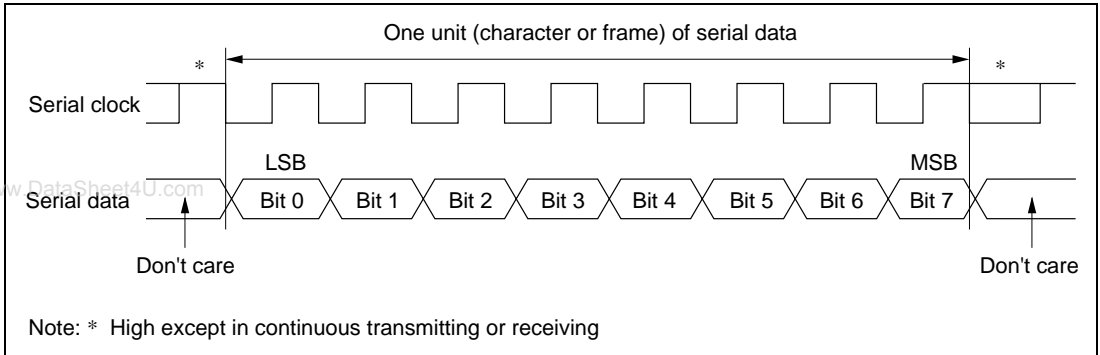 One unit (character or frame) of serial data
* *
Serial clock
LSB MSB
w.DataSheet4U.com
Serial data Bit 0 Bit 1 Bit 2 Bit 3 Bit 4 Bit 5 Bit 6 Bit 7
Don't care Don't care
Note: * High except in continuous transmitting or receiving